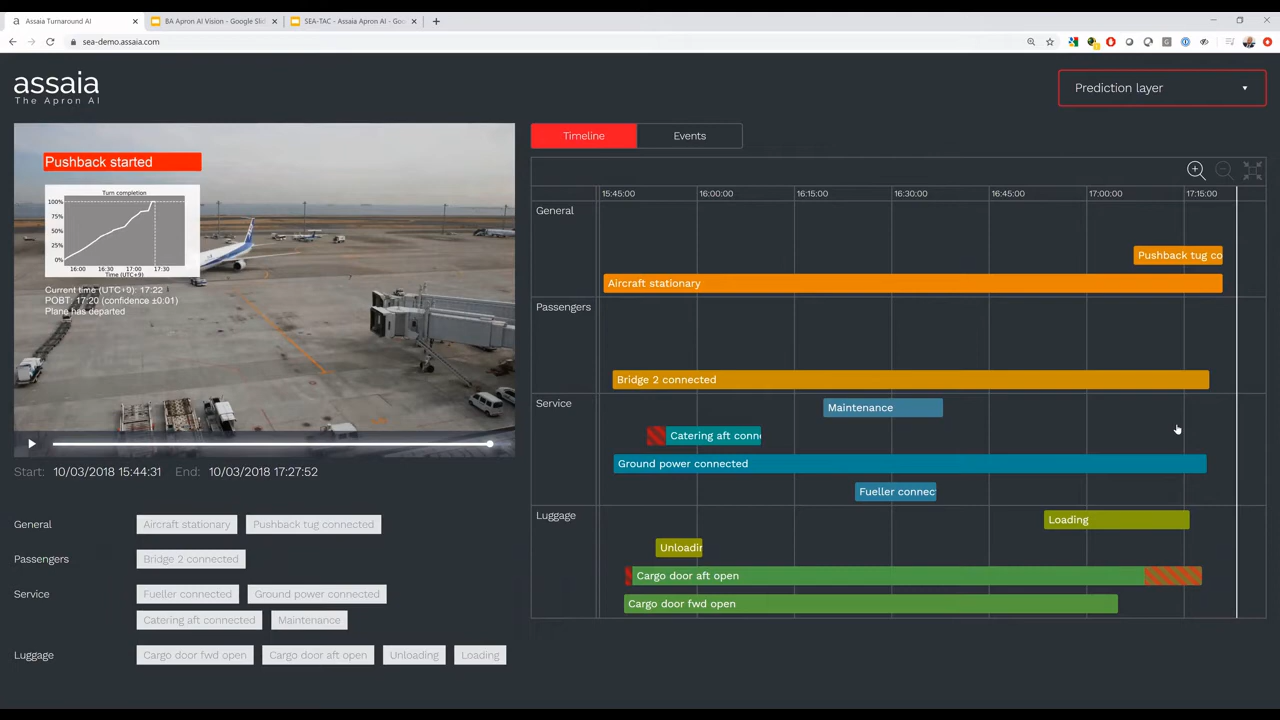 Assaia Turnaround AI
BA Apron AI Vision - Google Slid
SEA-TAC - Assaia Apron AI - Goo
sea-demo.assaia.com
assaia
The Apron AI
Prediction layer
Pushback started
Turn completion
100%
75%
50%
25%
0%
16:00 16:30 17:00 17:30
Time (UTC+9)
Current time (UTC+9): 17:22
POBT: 17:20 (confidence ±0:01)
Plane has departed
Start: 10/03/2018 15:44:31 End: 10/03/2018 17:27:52
General Aircraft stationary Pushback tug connected
Passengers Bridge 2 connected
Service Fueller connected Ground power connected
Catering aft connected Maintenance
Luggage Cargo door fwd open Cargo door aft open Unloading Loading
Timeline Events
15:45:00 16:00:00 16:15:00 16:30:00 16:45:00 17:00:00 17:15:00
General
Pushback tug co
Aircraft stationary
Passengers
Bridge 2 connected
Service
Maintenance
Catering aft conn
Ground power connected
Fueller connec
Luggage
Loading
Unloadin
Cargo door aft open
Cargo door fwd open